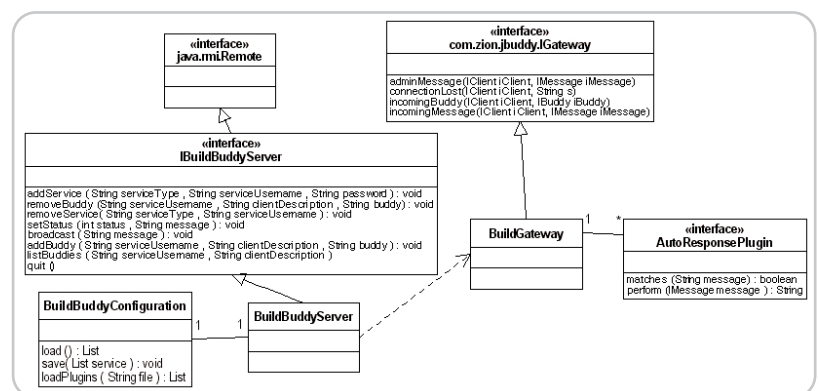 «interface»
java.rmi.Remote
«interface»
com.zion.jbuddy.IGateway
adminMessage(IClient iClient, IMessage iMessage)
connectionLost(IClient iClient, String s)
incomingBuddy(IClient iClient, IBuddy iBuddy)
incomingMessage(IClient iClient, IMessage iMessage)
«interface»
IBuildBuddyServer
addService ( String serviceType , String serviceUsername , String password ) : void
removeBuddy (String serviceUsername , String clientDescription , String buddy) : void
removeService( String serviceType , String serviceUsername ) : void
setStatus ( int status , String message ) : void
broadcast ( String message ) : void
addBuddy ( String serviceUsername , String clientDescription , String buddy ) : void
listBuddies ( String serviceUsername , String clientDescription )
quit ()
BuildGateway
1
*
«interface»
AutoResponsePlugin
matches (String message) : boolean
perform (IMessage message ) : String
BuildBuddyConfiguration
load () : List
save( List service ) : void
loadPlugins ( String file ) : List
1
1
BuildBuddyServer